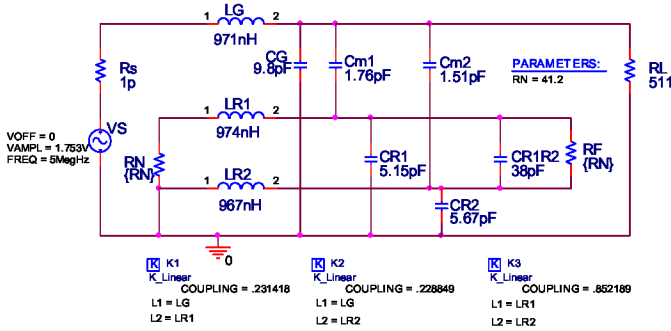 1 LG 2
971nH
Rs
1p
CG
9.8pF
Cm1
1.76pF
Cm2
1.51pF
PARAMETERS:
RN = 41.2
RL
511
VS
VOFF = 0
VAMPL = 1.753V
FREQ = 5MegHz
1 LR1 2
974nH
RN
{RN}
CR1
5.15pF
CR1R2
38pF
RF
{RN}
1 LR2 2
967nH
CR2
5.67pF
0
K K1
K_Linear
COUPLING = .231418
L1 = LG
L2 = LR1
K K2
K_Linear
COUPLING = .228849
L1 = LG
L2 = LR2
K K3
K_Linear
COUPLING = .852189
L1 = LR1
L2 = LR2